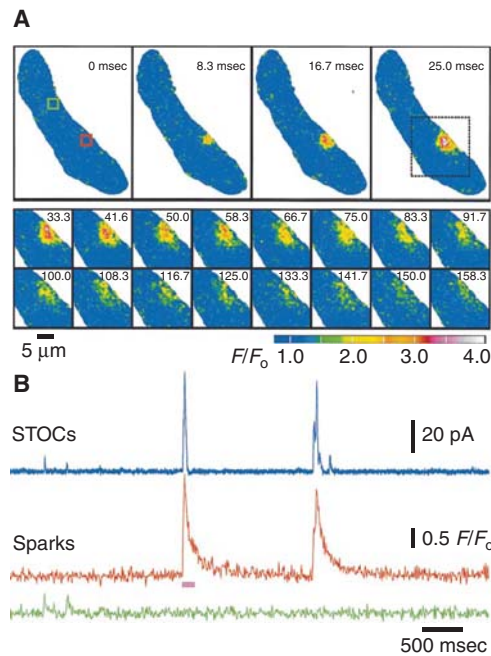 A
0 msec 8.3 msec 16.7 msec 25.0 msec
33.3 41.6 50.0 58.3 66.7 75.0 83.3 91.7
100.0 108.3 116.7 125.0 133.3 141.7 150.0 158.3
5 μm
F/Fo 1.0 2.0 3.0 4.0
B
STOCs
20 pA
Sparks
0.5 F/Fo
500 msec